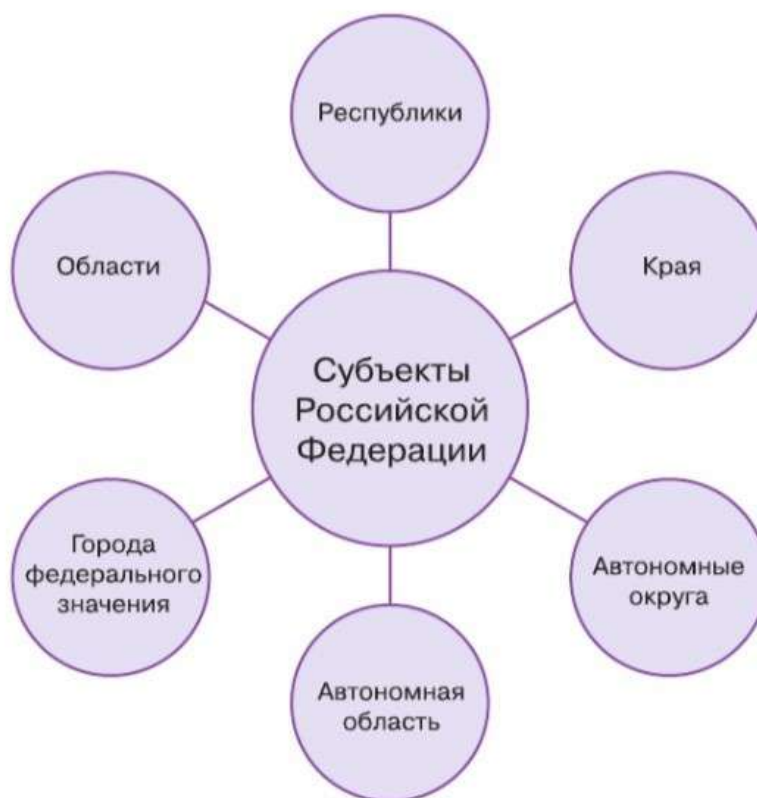 Республики
Области
Края
Субъекты
Российской
Федерации
Города
федерального
значения
Автономные
округа
Автономная
область